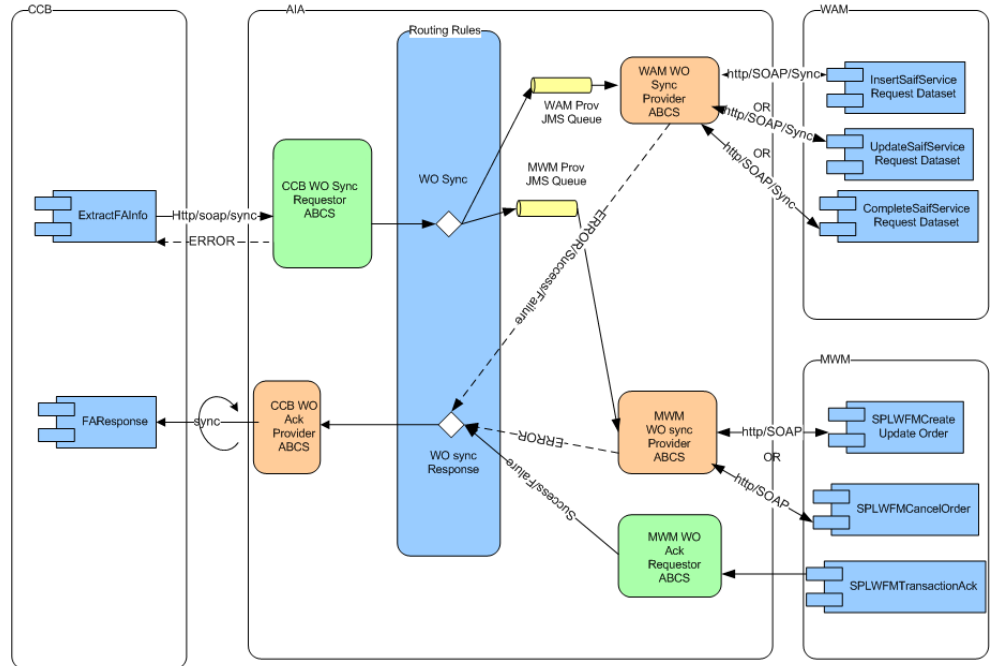 CCB
AIA
WAM
Routing Rules
WAM WO
Sync
Provider
ABCS
http/SOAP/Sync
InsertSaifService
Request Dataset
WAM Prov
JMS Queue
OR
http/SOAP/Sync
UpdateSaifService
Request Dataset
OR
http/SOAP/Sync
CompleteSaifService
Request Dataset
CCB WO Sync
Requestor
ABCS
WO Sync
MWM Prov
JMS Queue
ExtractFAInfo
Http/soap/sync
ERROR
ERROR/Success/Failure
MWM
FAResponse
sync
CCB WO
Ack
Provider
ABCS
WO sync
Response
ERROR
MWM
WO sync
Provider
ABCS
http/SOAP
SPLWFMCreate
Update Order
OR
http/SOAP
SPLWFMCancelOrder
Success/Failure
MWM WO
Ack
Requestor
ABCS
SPLWFMTransactionAck